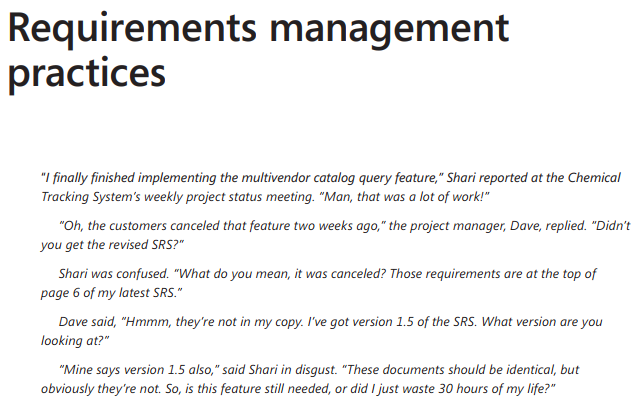 Requirements management
practices
"I finally finished implementing the multivendor catalog query feature," Shari reported at the Chemical
Tracking System's weekly project status meeting. "Man, that was a lot of work!"
"Oh, the customers canceled that feature two weeks ago," the project manager, Dave, replied. "Didn't
you get the revised SRS?"
Shari was confused. "What do you mean, it was canceled? Those requirements are at the top of
page 6 of my latest SRS."
Dave said, "Hmmm, they're not in my copy. I've got version 1.5 of the SRS. What version are you
looking at?"
"Mine says version 1.5 also," said Shari in disgust. "These documents should be identical, but
obviously they're not. So, is this feature still needed, or did I just waste 30 hours of my life?"